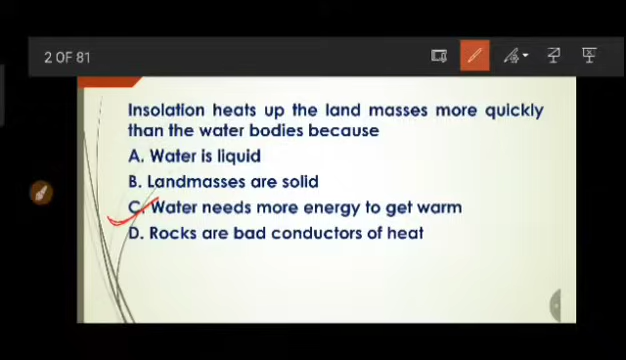 2 OF 81
Insolation heats up the land masses more quickly
than the water bodies because
A. Water is liquid
B. Landmasses are solid
C. Water needs more energy to get warm
D. Rocks are bad conductors of heat